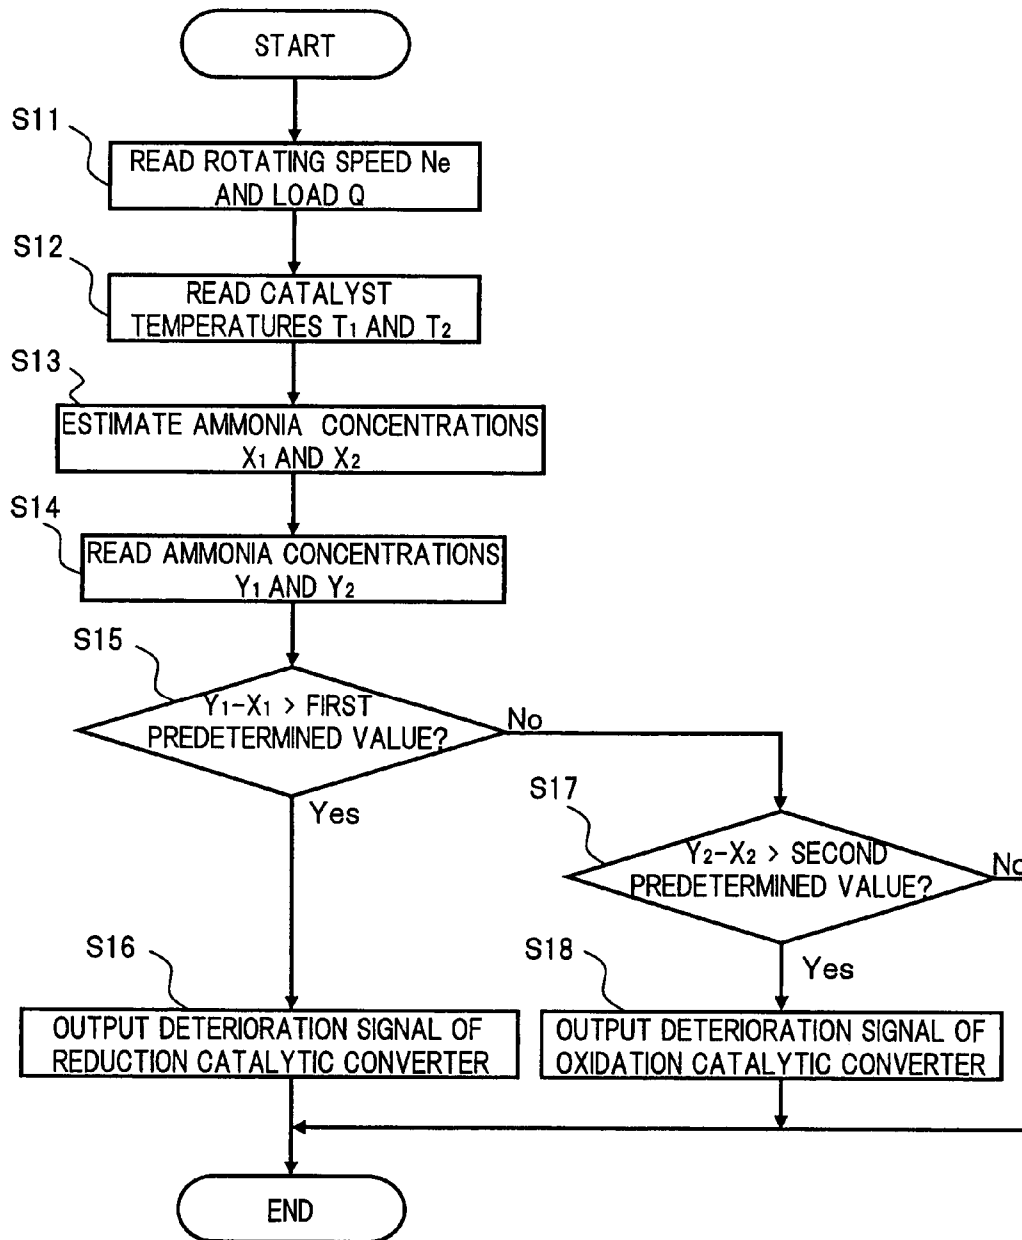 START
S11
READ ROTATING SPEED Ne
AND LOAD Q
S12
READ CATALYST
TEMPERATURES T₁ AND T₂
S13
ESTIMATE AMMONIA CONCENTRATIONS
X₁ AND X₂
S14
READ AMMONIA CONCENTRATIONS
Y₁ AND Y₂
S15
Y₁-X₁ > FIRST
PREDETERMINED VALUE?
No
Yes
S17
Y₂-X₂ > SECOND
PREDETERMINED VALUE?
No
Yes
S16
OUTPUT DETERIORATION SIGNAL OF
REDUCTION CATALYTIC CONVERTER
S18
OUTPUT DETERIORATION SIGNAL OF
OXIDATION CATALYTIC CONVERTER
END